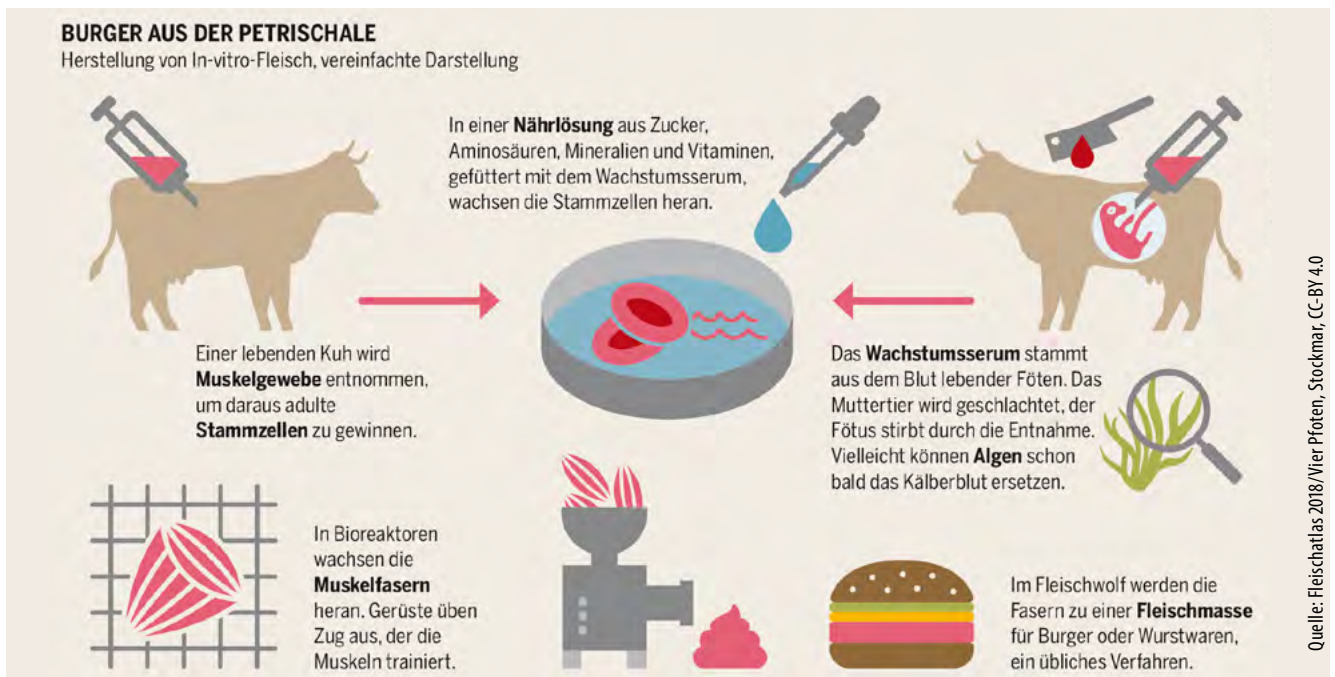 BURGER AUS DER PETRISCHALE
Herstellung von In-vitro-Fleisch, vereinfachte Darstellung
In einer Nährlösung aus Zucker,
Aminosäuren, Mineralien und Vitaminen,
gefüttert mit dem Wachstumsserum,
wachsen die Stammzellen heran.
Einer lebenden Kuh wird
Muskelgewebe entnommen,
um daraus adulte
Stammzellen zu gewinnen.
Das Wachstumsserum stammt
aus dem Blut lebender Föten. Das
Muttertier wird geschlachtet, der
Fötus stirbt durch die Entnahme.
Vielleicht können Algen schon
bald das Kälberblut ersetzen.
In Bioreaktoren
wachsen die
Muskelfasern
heran. Gerüste üben
Zug aus, der die
Muskeln trainiert.
Im Fleischwolf werden die
Fasern zu einer Fleischmasse
für Burger oder Wurstwaren,
ein übliches Verfahren.
Quelle: Fleischatlas 2018/Vier Pfoten, Stockmar, CC-BY 4.0